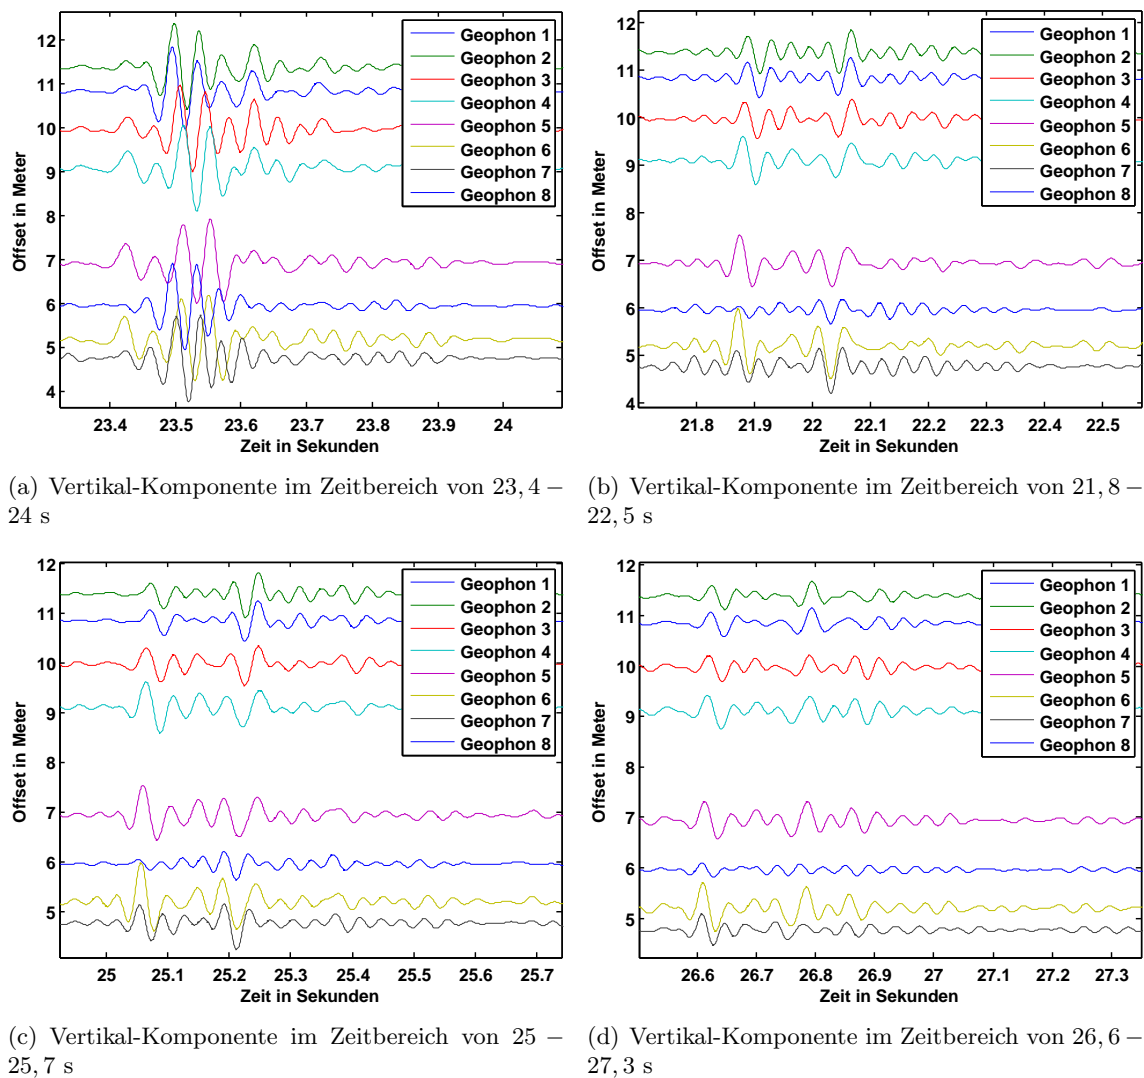 12
11
10
9
8
7
6
5
4
Offset in Meter
23.4 23.5 23.6 23.7 23.8 23.9 24
Zeit in Sekunden
Geophon 1
Geophon 2
Geophon 3
Geophon 4
Geophon 5
Geophon 6
Geophon 7
Geophon 8
12
11
10
9
8
7
6
5
4
Offset in Meter
21.8 21.9 22 22.1 22.2 22.3 22.4 22.5
Zeit in Sekunden
Geophon 1
Geophon 2
Geophon 3
Geophon 4
Geophon 5
Geophon 6
Geophon 7
Geophon 8
(a) Vertikal-Komponente im Zeitbereich von 23, 4 –
24 s
(b) Vertikal-Komponente im Zeitbereich von 21, 8 –
22, 5 s
12
11
10
9
8
7
6
5
Offset in Meter
25 25.1 25.2 25.3 25.4 25.5 25.6 25.7
Zeit in Sekunden
Geophon 1
Geophon 2
Geophon 3
Geophon 4
Geophon 5
Geophon 6
Geophon 7
Geophon 8
12
11
10
9
8
7
6
5
Offset in Meter
26.6 26.7 26.8 26.9 27 27.1 27.2 27.3
Zeit in Sekunden
Geophon 1
Geophon 2
Geophon 3
Geophon 4
Geophon 5
Geophon 6
Geophon 7
Geophon 8
(c) Vertikal-Komponente im Zeitbereich von 25 –
25, 7 s
(d) Vertikal-Komponente im Zeitbereich von 26, 6 –
27, 3 s